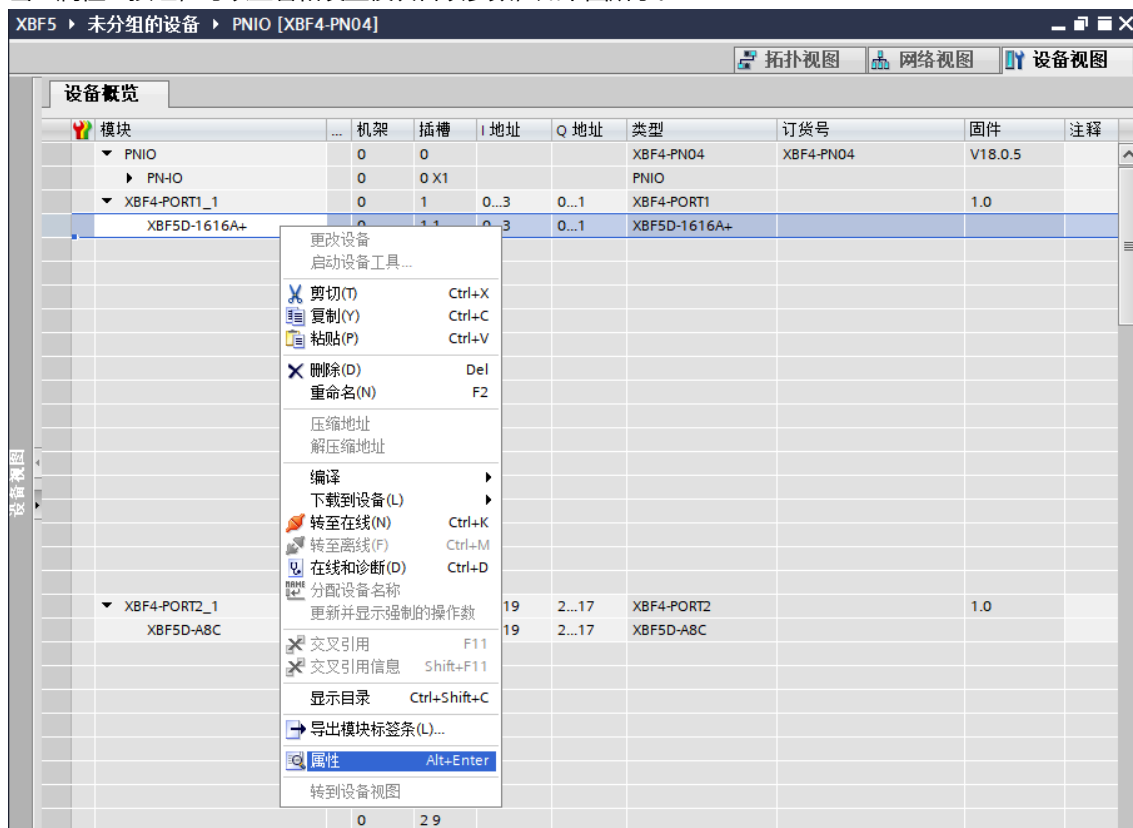 XBF5 ▸ 未分组的设备 ▸ PNIO [XBF4-PN04]
拓扑视图 网络视图 设备视图
设备概览
模块 ... 机架 插槽 I 地址 Q 地址 类型 订货号 固件 注释
PNIO 0 0 XBF4-PN04 XBF4-PN04 V18.0.5
PN-IO 0 0 X1 PNIO
XBF4-PORT1_1 0 1 0...3 0...1 XBF4-PORT1 1.0
XBF5D-1616A+ 0 1 1 0...3 0...1 XBF5D-1616A+
更改设备
启动设备工具...
剪切(T) Ctrl+X
复制(Y) Ctrl+C
粘贴(P) Ctrl+V
删除(D) Del
重命名(N) F2
压缩地址
解压缩地址
编译
下载到设备(L)
转至在线(N) Ctrl+K
转至离线(F) Ctrl+M
在线和诊断(D) Ctrl+D
分配设备名称
XBF4-PORT2_1 19 2...17 XBF4-PORT2 1.0
更新并显示强制的操作数
XBF5D-A8C 19 2...17 XBF5D-A8C
交叉引用 F11
交叉引用信息 Shift+F11
显示目录 Ctrl+Shift+C
导出模块标签条(L)...
属性 Alt+Enter
转到设备视图
0 2 9
设备视图